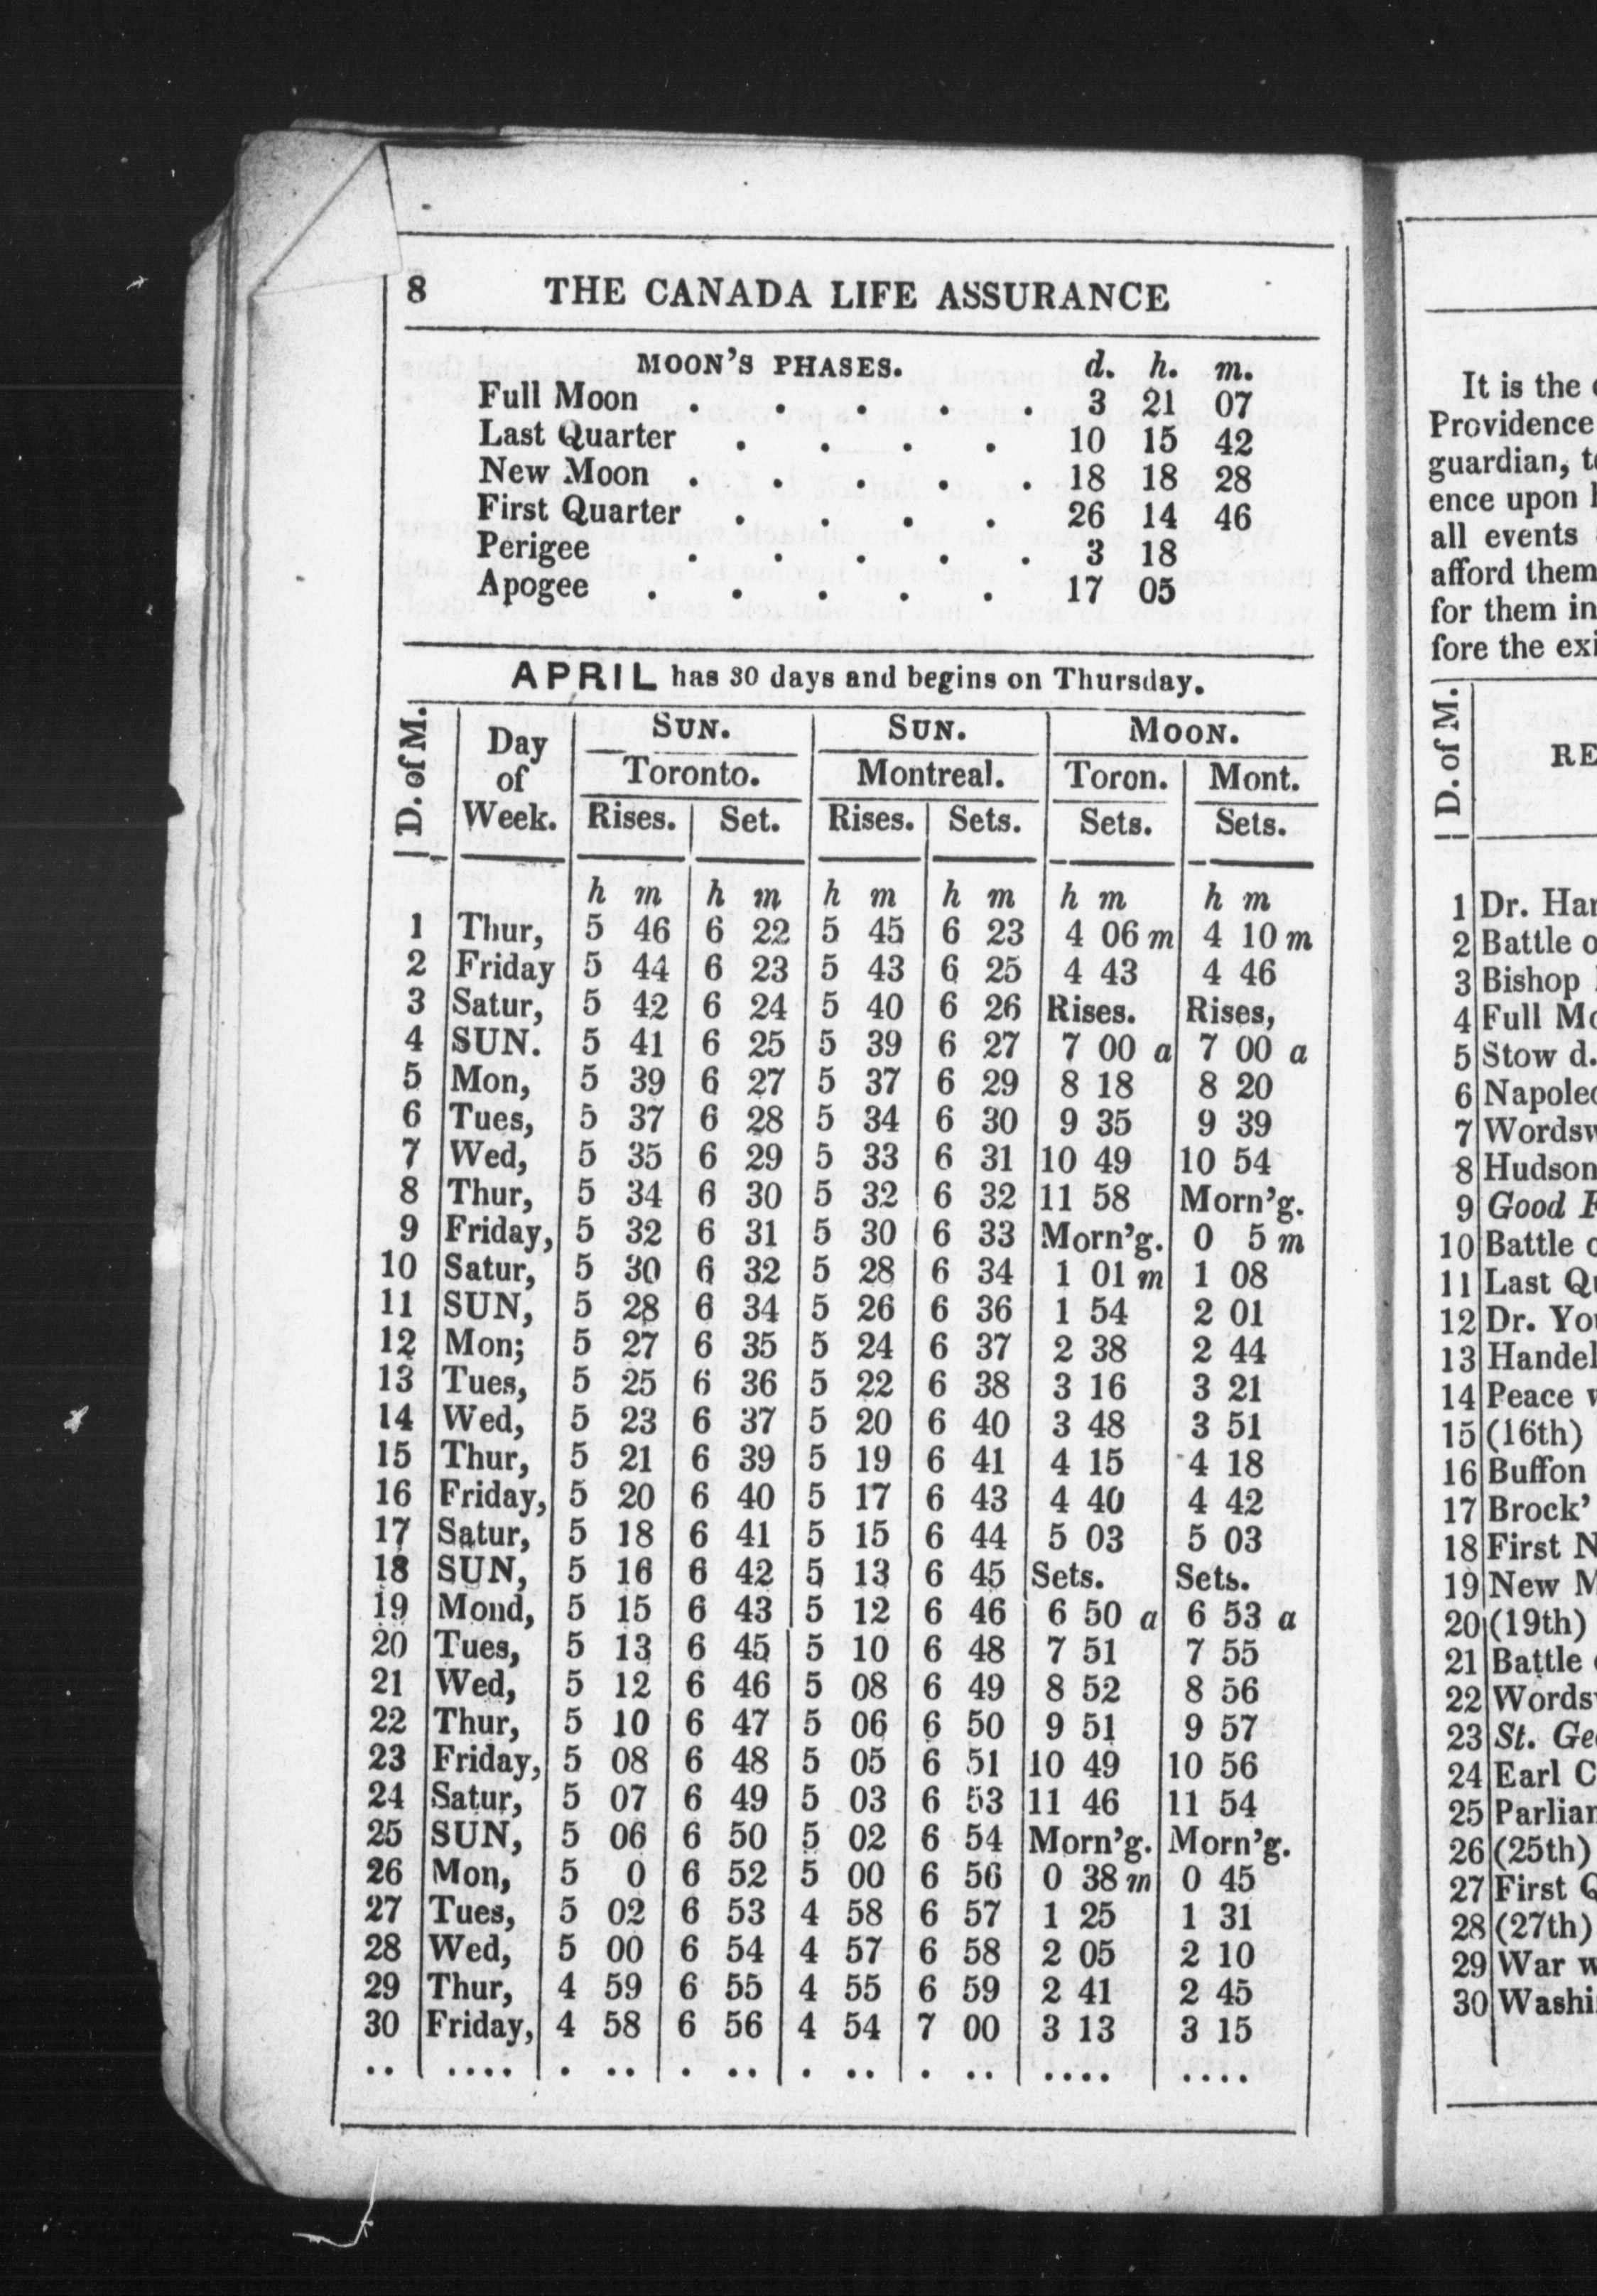 8 THE CANADA LIFE ASSURANCE
MOON'S PHASES. d. h. m.
Full Moon . . . . . 3 21 07
Last Quarter . . . . 10 15 42
New Moon . . . . . 18 18 28
First Quarter . . . . 26 14 46
Perigee . . . . . 3 18
Apogee . . . . . 17 05
APRIL has 30 days and begins on Thursday.
D. of M. Day of Week. SUN. SUN. MOON.
Toronto. Montreal. Toron. Mont.
Rises. Set. Rises. Sets. Sets. Sets.
h m h m h m h m h m h m
1 Thur, 5 46 6 22 5 45 6 23 4 06 m 4 10 m
2 Friday 5 44 6 23 5 43 6 25 4 43 4 46
3 Satur, 5 42 6 24 5 40 6 26 Rises. Rises,
4 SUN. 5 41 6 25 5 39 6 27 7 00 a 7 00 a
5 Mon, 5 39 6 27 5 37 6 29 8 18 8 20
6 Tues, 5 37 6 28 5 34 6 30 9 35 9 39
7 Wed, 5 35 6 29 5 33 6 31 10 49 10 54
8 Thur, 5 34 6 30 5 32 6 32 11 58 Morn'g.
9 Friday, 5 32 6 31 5 30 6 33 Morn'g. 0 5 m
10 Satur, 5 30 6 32 5 28 6 34 1 01 m 1 08
11 SUN, 5 28 6 34 5 26 6 36 1 54 2 01
12 Mon; 5 27 6 35 5 24 6 37 2 38 2 44
13 Tues, 5 25 6 36 5 22 6 38 3 16 3 21
14 Wed, 5 23 6 37 5 20 6 40 3 48 3 51
15 Thur, 5 21 6 39 5 19 6 41 4 15 4 18
16 Friday, 5 20 6 40 5 17 6 43 4 40 4 42
17 Satur, 5 18 6 41 5 15 6 44 5 03 5 03
18 SUN, 5 16 6 42 5 13 6 45 Sets. Sets.
19 Mond, 5 15 6 43 5 12 6 46 6 50 a 6 53 a
20 Tues, 5 13 6 45 5 10 6 48 7 51 7 55
21 Wed, 5 12 6 46 5 08 6 49 8 52 8 56
22 Thur, 5 10 6 47 5 06 6 50 9 51 9 57
23 Friday, 5 08 6 48 5 05 6 51 10 49 10 56
24 Satur, 5 07 6 49 5 03 6 53 11 46 11 54
25 SUN, 5 06 6 50 5 02 6 54 Morn'g. Morn'g.
26 Mon, 5 0 6 52 5 00 6 56 0 38 m 0 45
27 Tues, 5 02 6 53 4 58 6 57 1 25 1 31
28 Wed, 5 00 6 54 4 57 6 58 2 05 2 10
29 Thur, 4 59 6 55 4 55 6 59 2 41 2 45
30 Friday, 4 58 6 56 4 54 7 00 3 13 3 15
It is the
Providence
guardian,
ence upon
all events
afford them
for them in
fore the
D. of M.
1 Dr.
2 Battle
3 Bishop
4 Full
5 Stow d.
6
7
8 Hudson
9 Good
10 Battle
11 Last
12 Dr.
13 Handel
14 Peace
15 (16th)
16 Buffon
17 Brock'
18 First
19 New
20 (19th)
21 Battle
22
23 St.
24 Earl
25
26 (25th)
27 First
28 (27th)
29 War
30